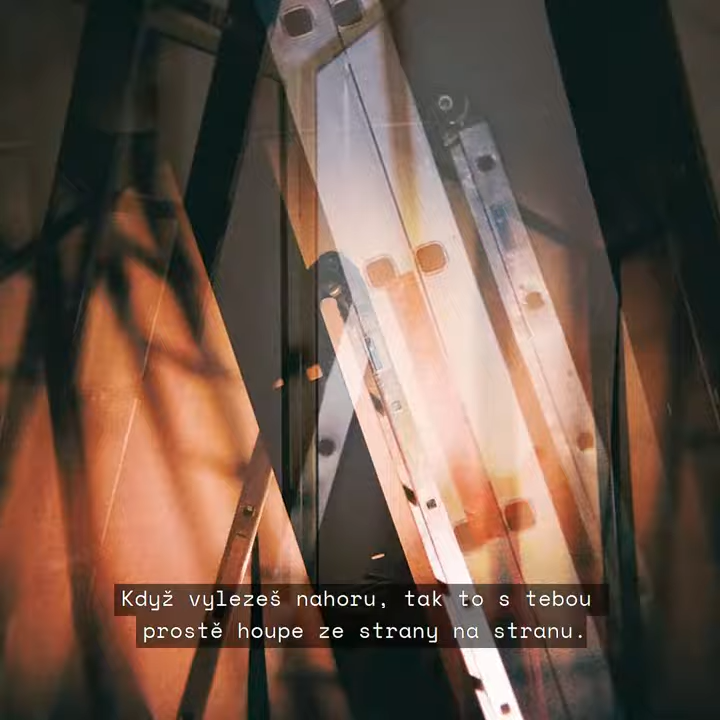 Když vylezeš nahoru, tak to s tebou
prostě houpe ze strany na stranu.